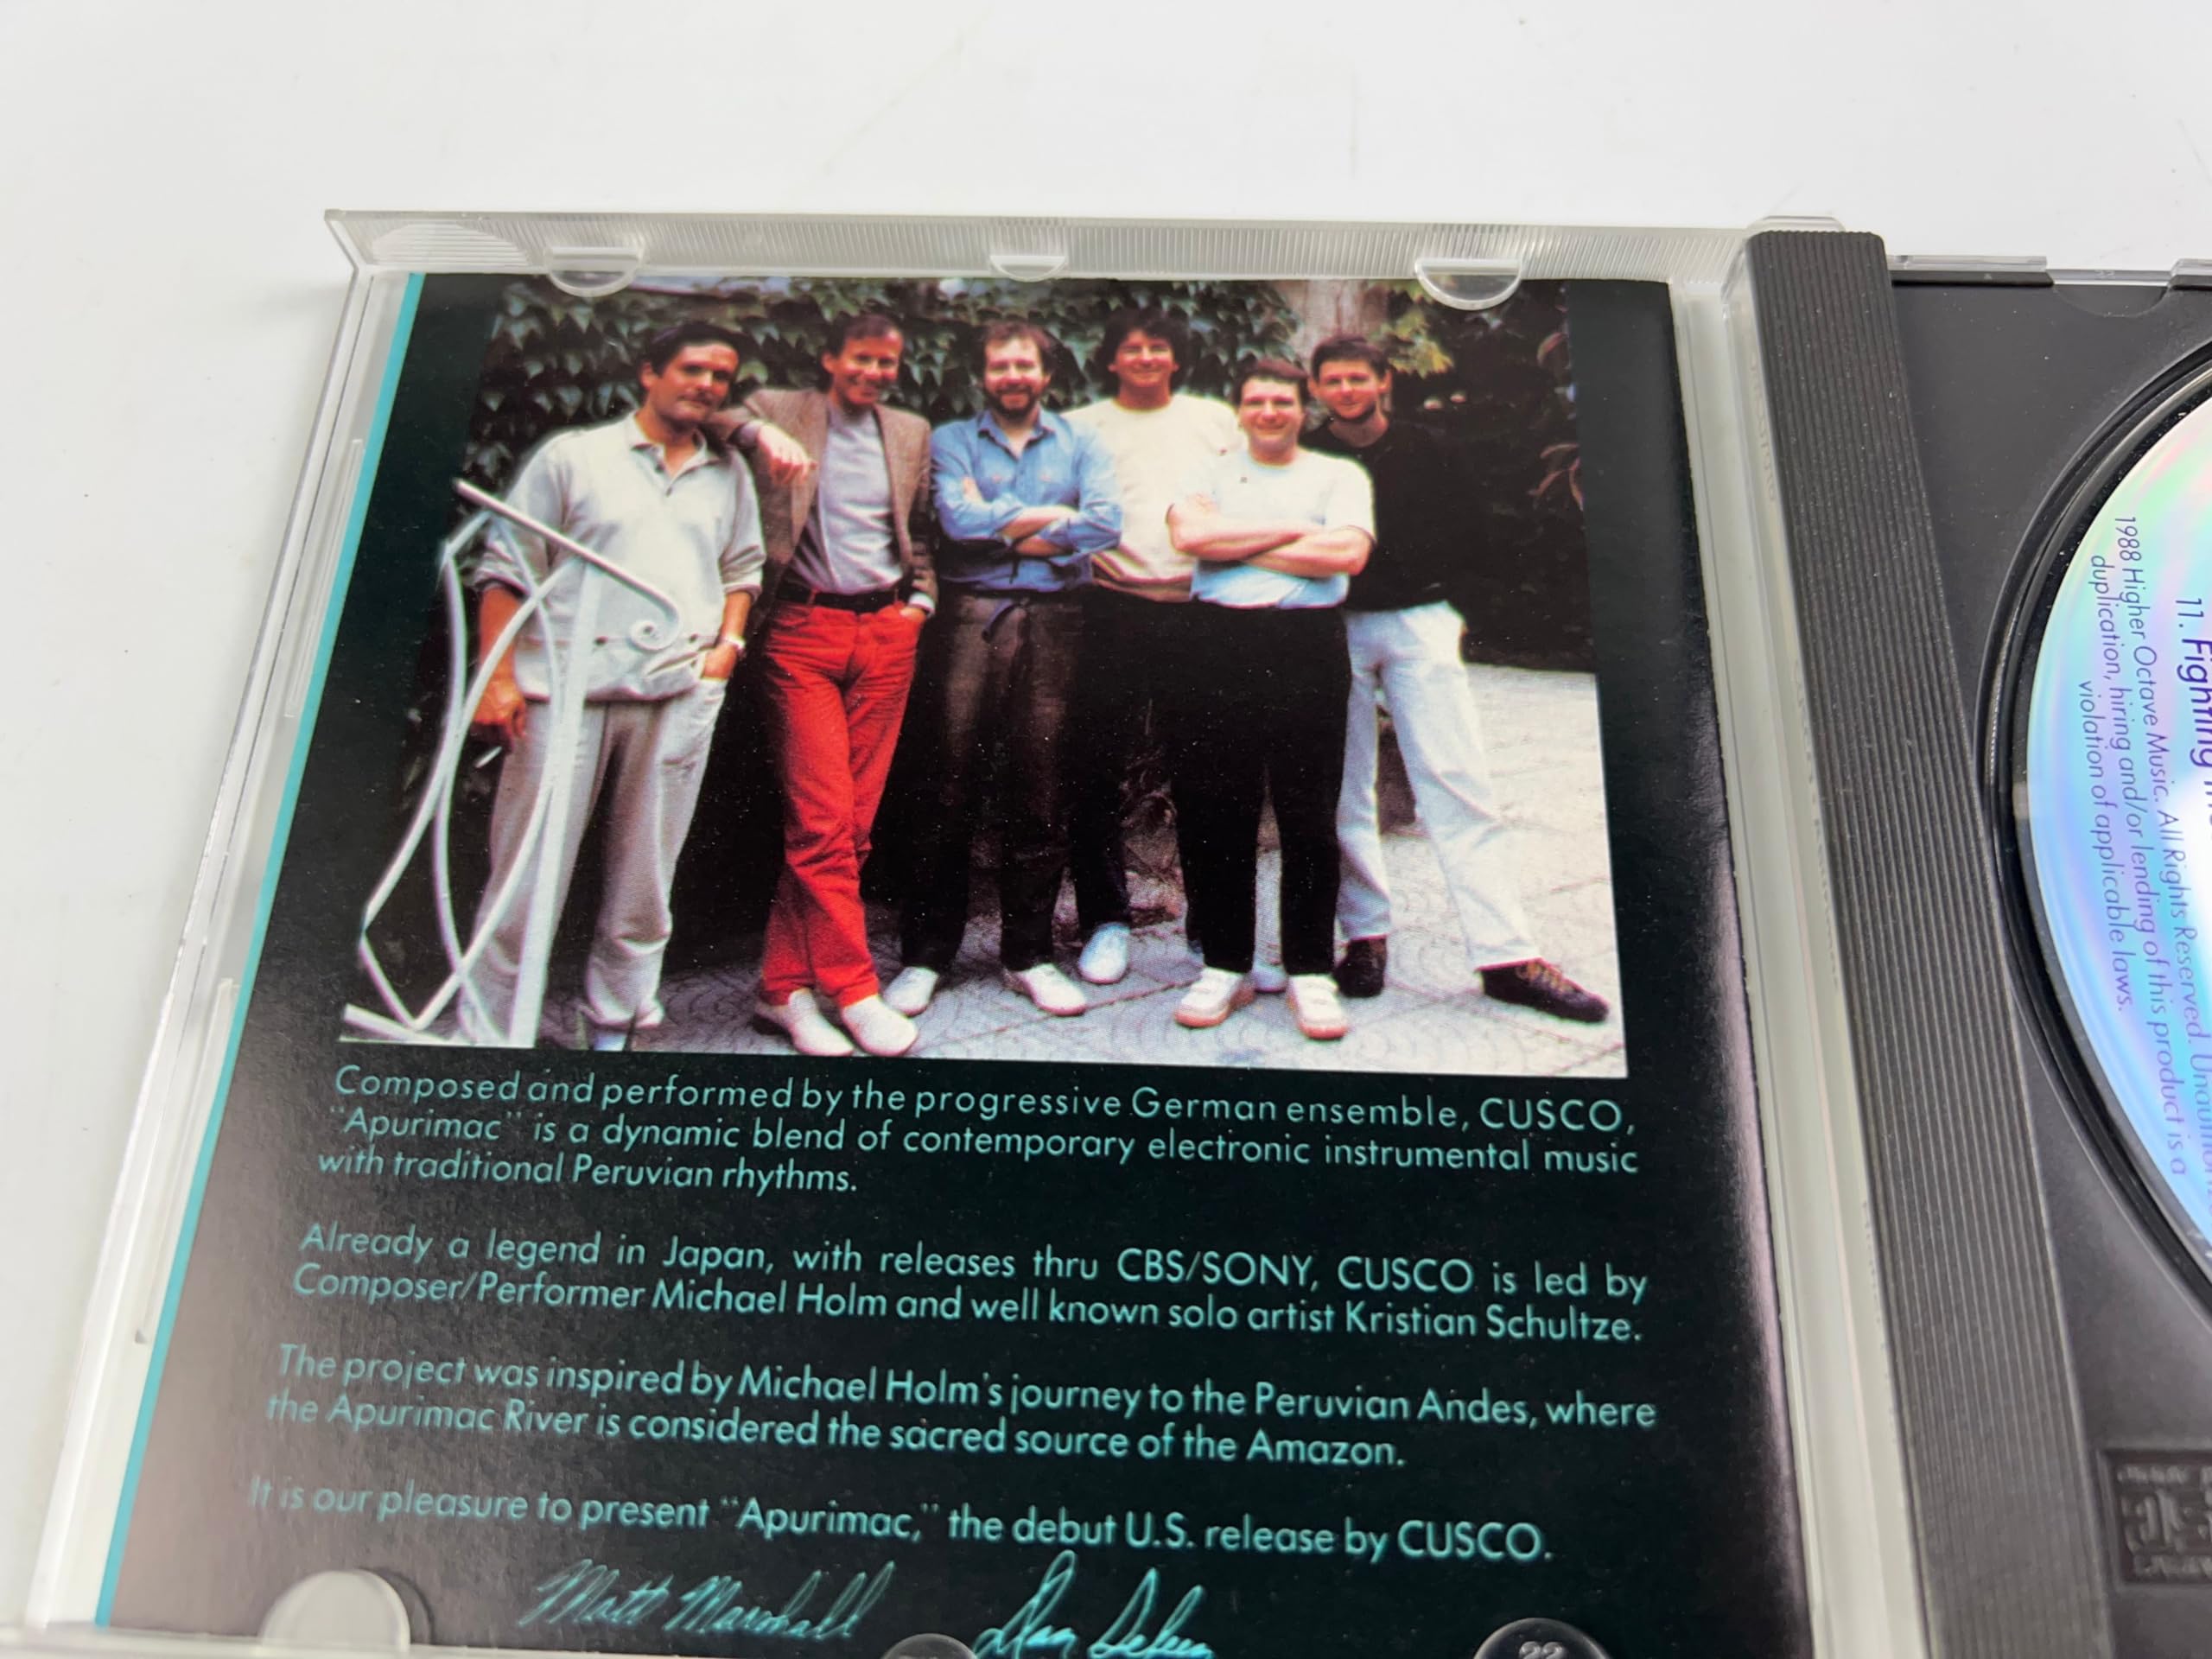 Composed and performed by the progressive German ensemble, CUSCO,
"Apurimac" is a dynamic blend of contemporary electronic instrumental music
with traditional Peruvian rhythms.
Already a legend in Japan, with releases thru CBS/SONY, CUSCO is led by
Composer/Performer Michael Holm and well known solo artist Kristian Schultze.
The project was inspired by Michael Holm's journey to the Peruvian Andes, where
the Apurimac River is considered the sacred source of the Amazon.
It is our pleasure to present "Apurimac," the debut U.S. release by CUSCO.
Matt Marshall Dan Selene
22
11. Fighting
1988 Higher Octave Music. All Rights Reserved.
duplication, hiring and/or lending of this product is a
violation of applicable laws.